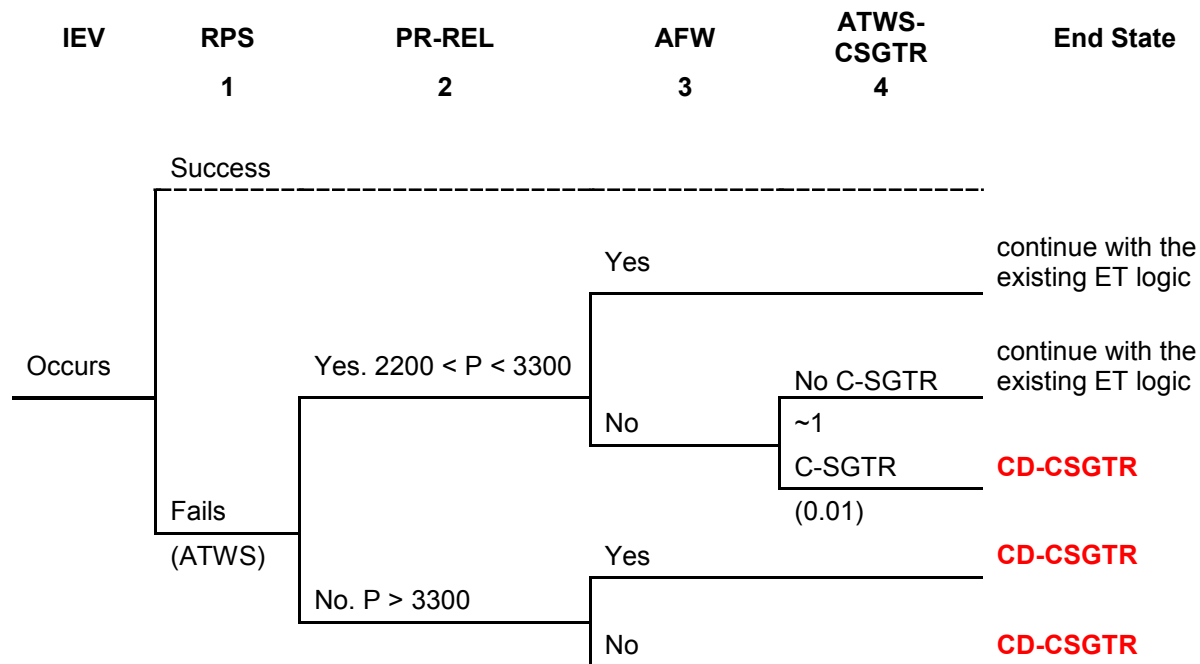 IEV RPS PR-REL AFW ATWS- End State
CSGTR
1 2 3 4
Success
Yes
continue with the
existing ET logic
Occurs
Yes. 2200 < P < 3300
No C-SGTR
continue with the
existing ET logic
No
~1
C-SGTR
CD-CSGTR
(0.01)
Fails
(ATWS)
Yes
CD-CSGTR
No. P > 3300
No
CD-CSGTR